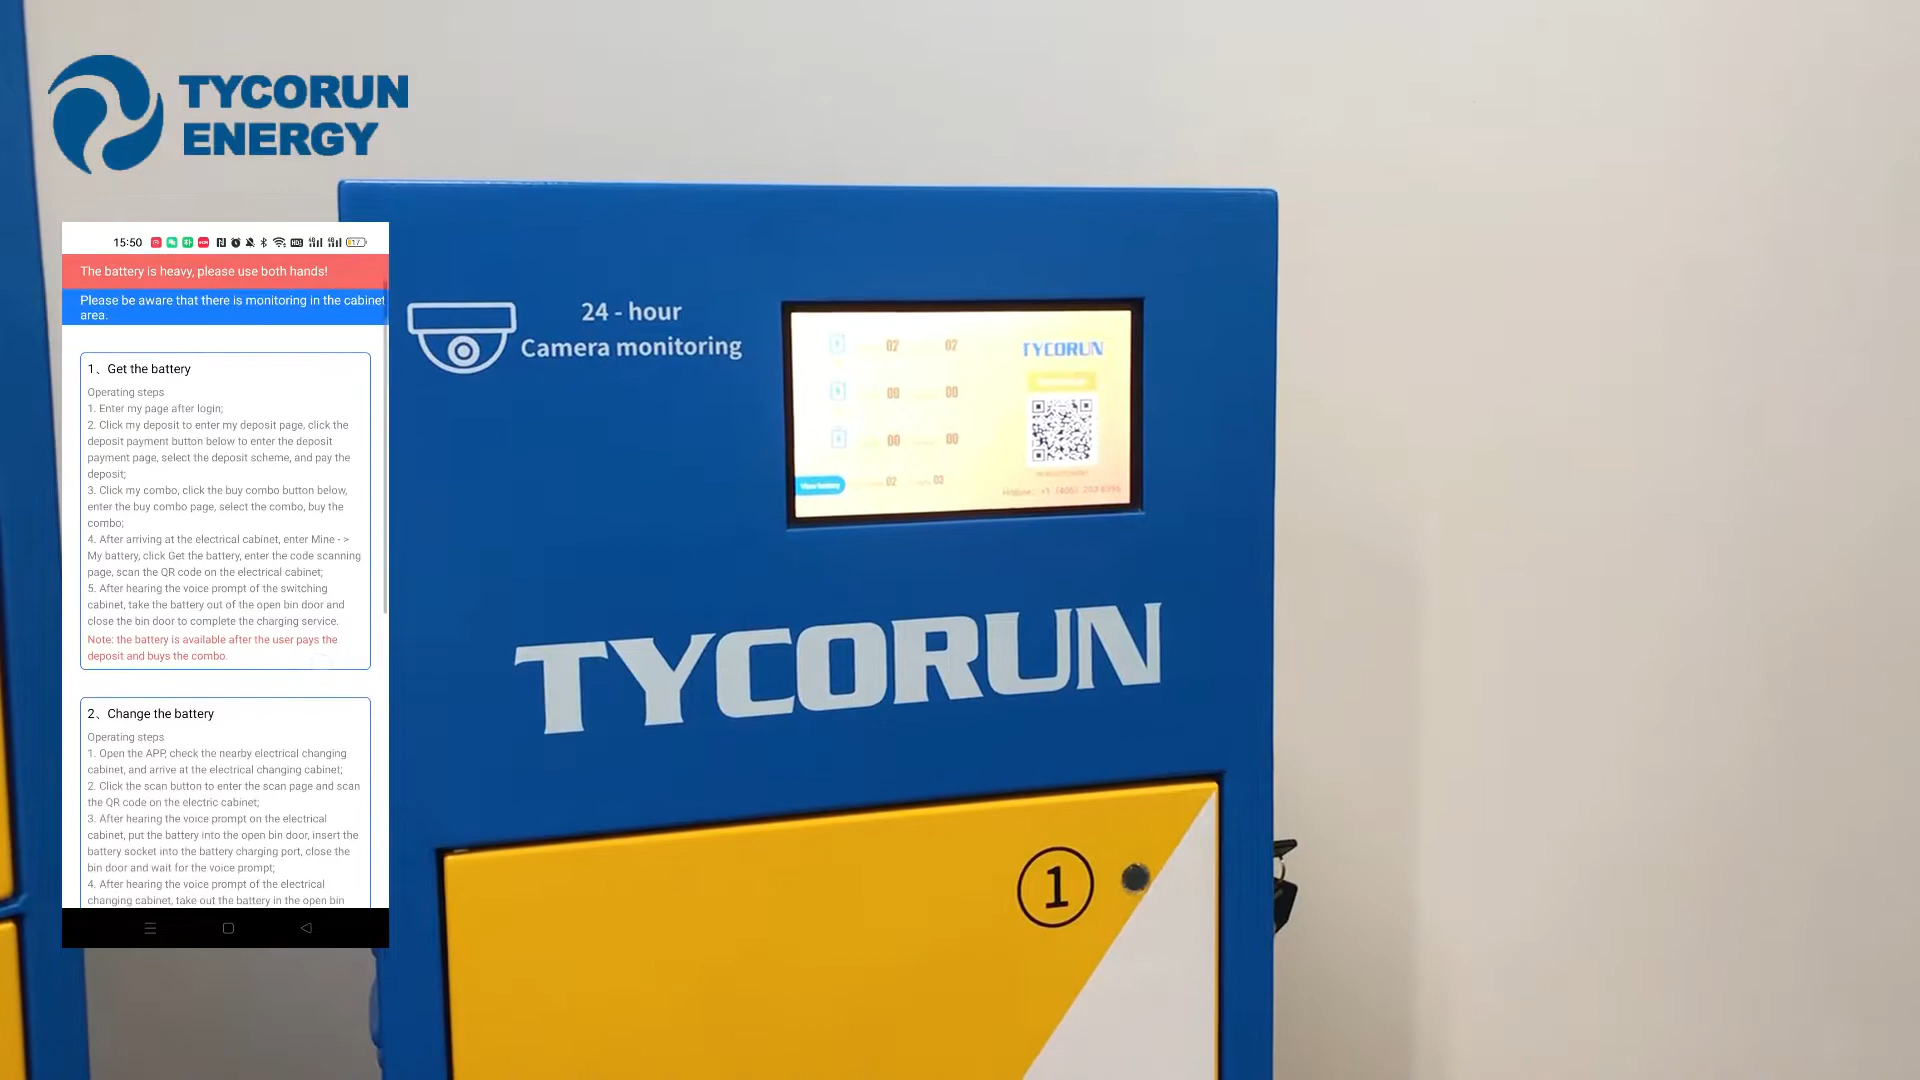 TYCORUN
ENERGY
15:50
17
The battery is heavy, please use both hands!
Please be aware that there is monitoring in the cabinet
area.
1、Get the battery
Operating steps
1. Enter my page after login;
2. Click my deposit to enter my deposit page, click the
deposit payment button below to enter the deposit
payment page, select the deposit scheme, and pay the
deposit;
3. Click my combo, click the buy combo button below,
enter the buy combo page, select the combo, buy the
combo;
4. After arriving at the electrical cabinet, enter Mine - >
My battery, click Get the battery, enter the code scanning
page, scan the QR code on the electrical cabinet;
5. After hearing the voice prompt of the switching
cabinet, take the battery out of the open bin door and
close the bin door to complete the charging service.
Note: the battery is available after the user pays the
deposit and buys the combo.
2、Change the battery
Operating steps
1. Open the APP, check the nearby electrical changing
cabinet, and arrive at the electrical changing cabinet;
2. Click the scan button to enter the scan page and scan
the QR code on the electric cabinet;
3. After hearing the voice prompt on the electrical
cabinet, put the battery into the open bin door, insert the
battery socket into the battery charging port, close the
bin door and wait for the voice prompt;
4. After hearing the voice prompt of the electrical
changing cabinet, take out the battery in the open bin
24 - hour
Camera monitoring
02 02
00 00
00 00
02 02
View battery
TYCORUN
Hotline: +1
TYCORUN
1